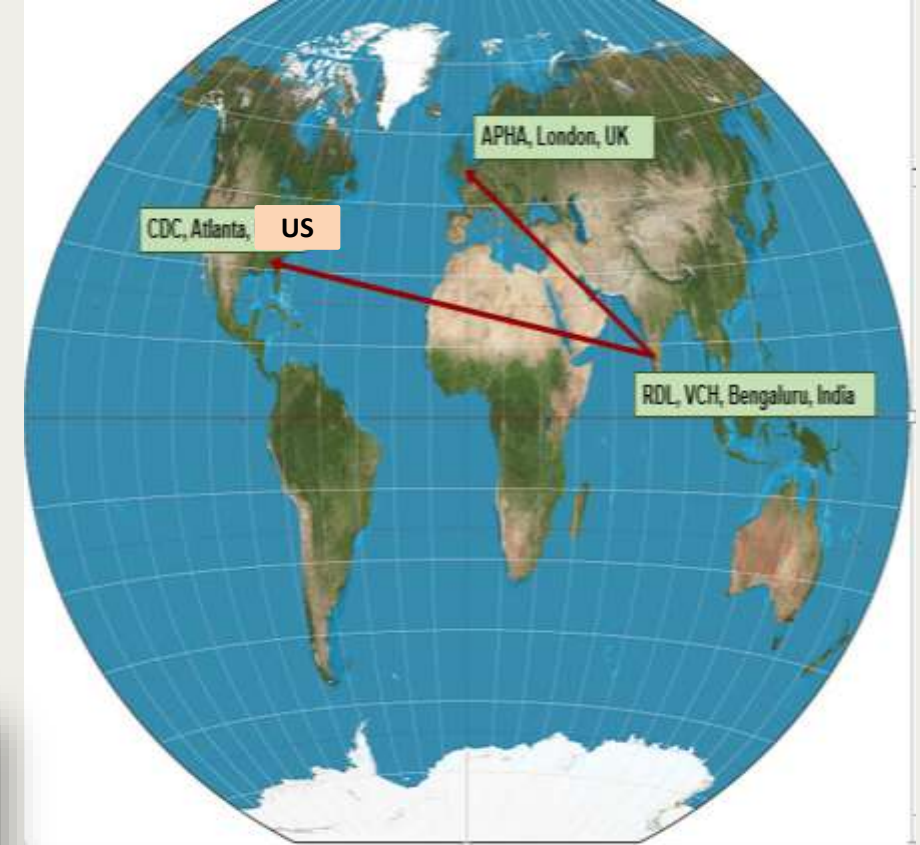 APHA, London, UK
CDC, Atlanta, US
RDL, VCH, Bengaluru, India